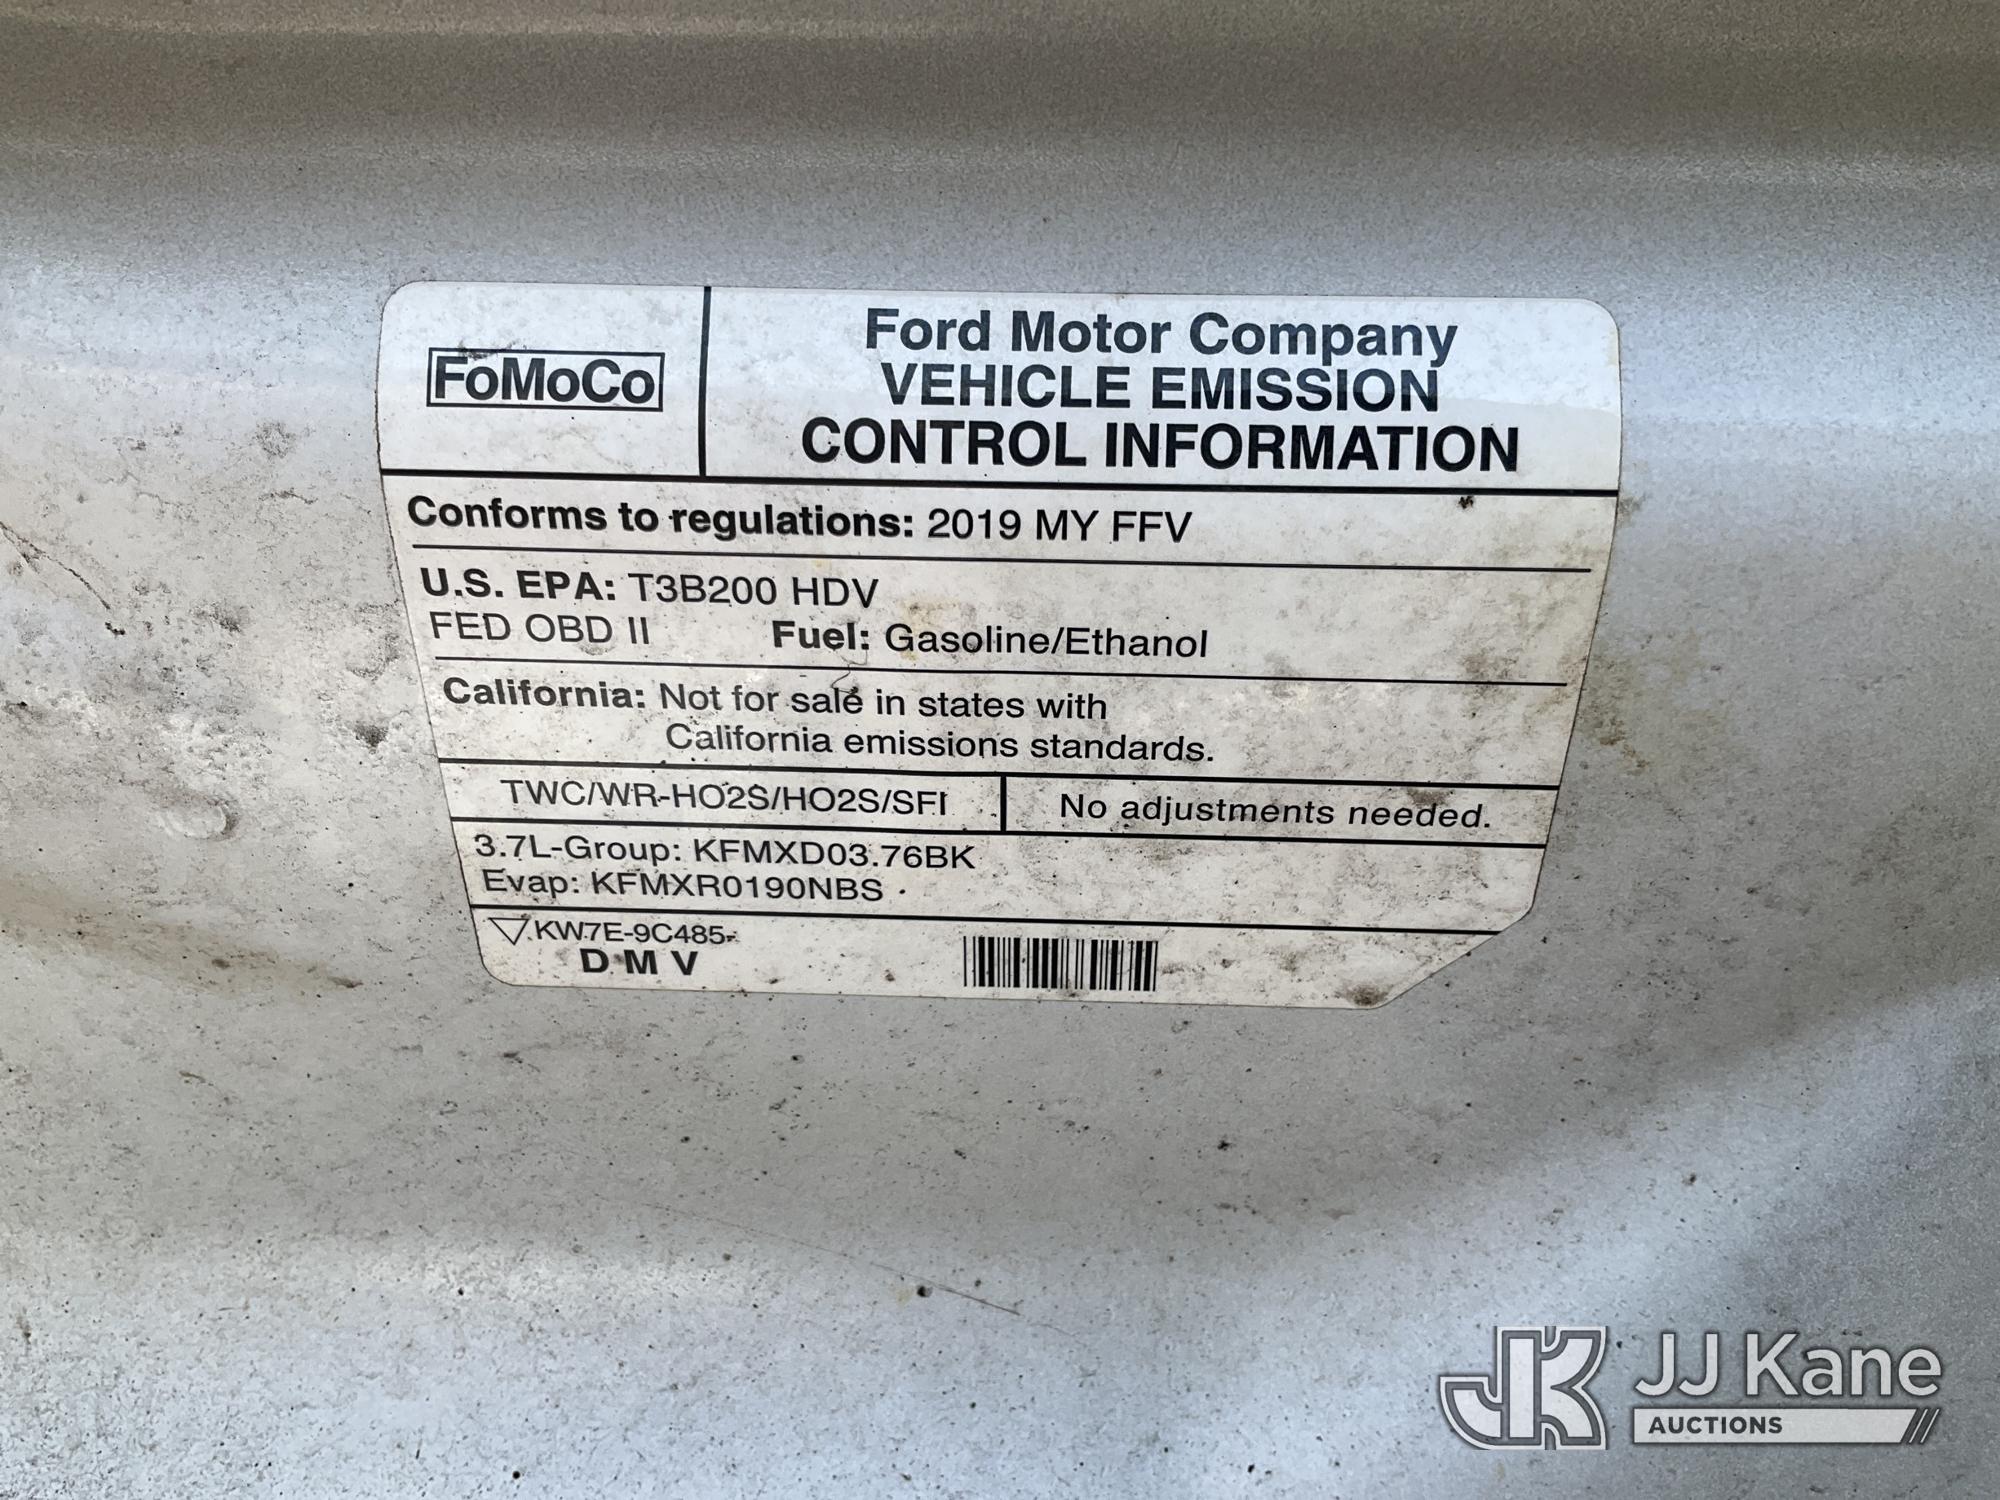 FoMoCo
Ford Motor Company
VEHICLE EMISSION
CONTROL INFORMATION
Conforms to regulations: 2019 MY FFV
U.S. EPA: T3B200 HDV
FED OBD II Fuel: Gasoline/Ethanol
California: Not for sale in states with
California emissions standards.
TWC/WR-HO2S/HO2S/SFI
No adjustments needed.
3.7L-Group: KFMXD03.76BK
Evap: KFMXR0190NBS
KW7E-9C485-
D M V
JK JJ Kane
AUCTIONS